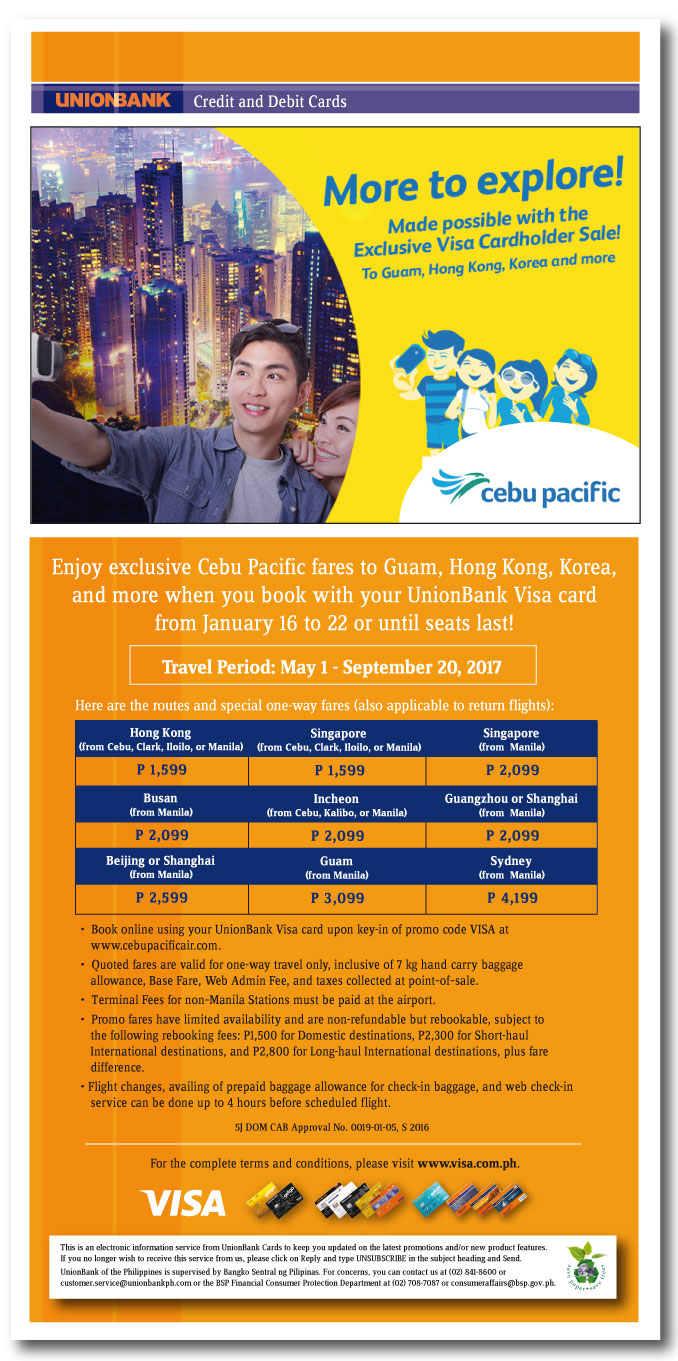 UNIONBANK Credit and Debit Cards
More to explore!
Made possible with the
Exclusive Visa Cardholder Sale!
To Guam, Hong Kong, Korea and more
cebu pacific
Enjoy exclusive Cebu Pacific fares to Guam, Hong Kong, Korea,
and more when you book with your UnionBank Visa card
from January 16 to 22 or until seats last!
Travel Period: May 1 - September 20, 2017
Here are the routes and special one-way fares (also applicable to return flights):
Hong Kong Singapore Singapore
(from Cebu, Clark, Iloilo, or Manila) (from Cebu, Clark, Iloilo, or Manila) (from Manila)
P 1,599 P 1,599 P 2,099
Busan Incheon Guangzhou or Shanghai
(from Manila) (from Cebu, Kalibo, or Manila) (from Manila)
P 2,099 P 2,099 P 2,099
Beijing or Shanghai Guam Sydney
(from Manila) (from Manila) (from Manila)
P 2,599 P 3,099 P 4,199
• Book online using your UnionBank Visa card upon key-in of promo code VISA at
www.cebupacificair.com.
• Quoted fares are valid for one-way travel only, inclusive of 7 kg hand carry baggage
allowance, Base Fare, Web Admin Fee, and taxes collected at point-of-sale.
• Terminal Fees for non-Manila Stations must be paid at the airport.
• Promo fares have limited availability and are non-refundable but rebookable, subject to
the following rebooking fees: P1,500 for Domestic destinations, P2,300 for Short-haul
International destinations, and P2,800 for Long-haul International destinations, plus fare
difference.
• Flight changes, availing of prepaid baggage allowance for check-in baggage, and web check-in
service can be done up to 4 hours before scheduled flight.
5J DOM CAB Approval No. 0019-01-05, S 2016
For the complete terms and conditions, please visit www.visa.com.ph.
VISA
This is an electronic information service from UnionBank Cards to keep you updated on the latest promotions and/or new product features.
If you no longer wish to receive this service from us, please click on Reply and type UNSUBSCRIBE in the subject heading and Send.
UnionBank of the Philippines is supervised by Bangko Sentral ng Pilipinas. For concerns, you can contact us at (02) 841-8600 or
customer.service@unionbankph.com or the BSP Financial Consumer Protection Department at (02) 708-7087 or consumeraffairs@bsp.gov.ph.
save paper • save trees